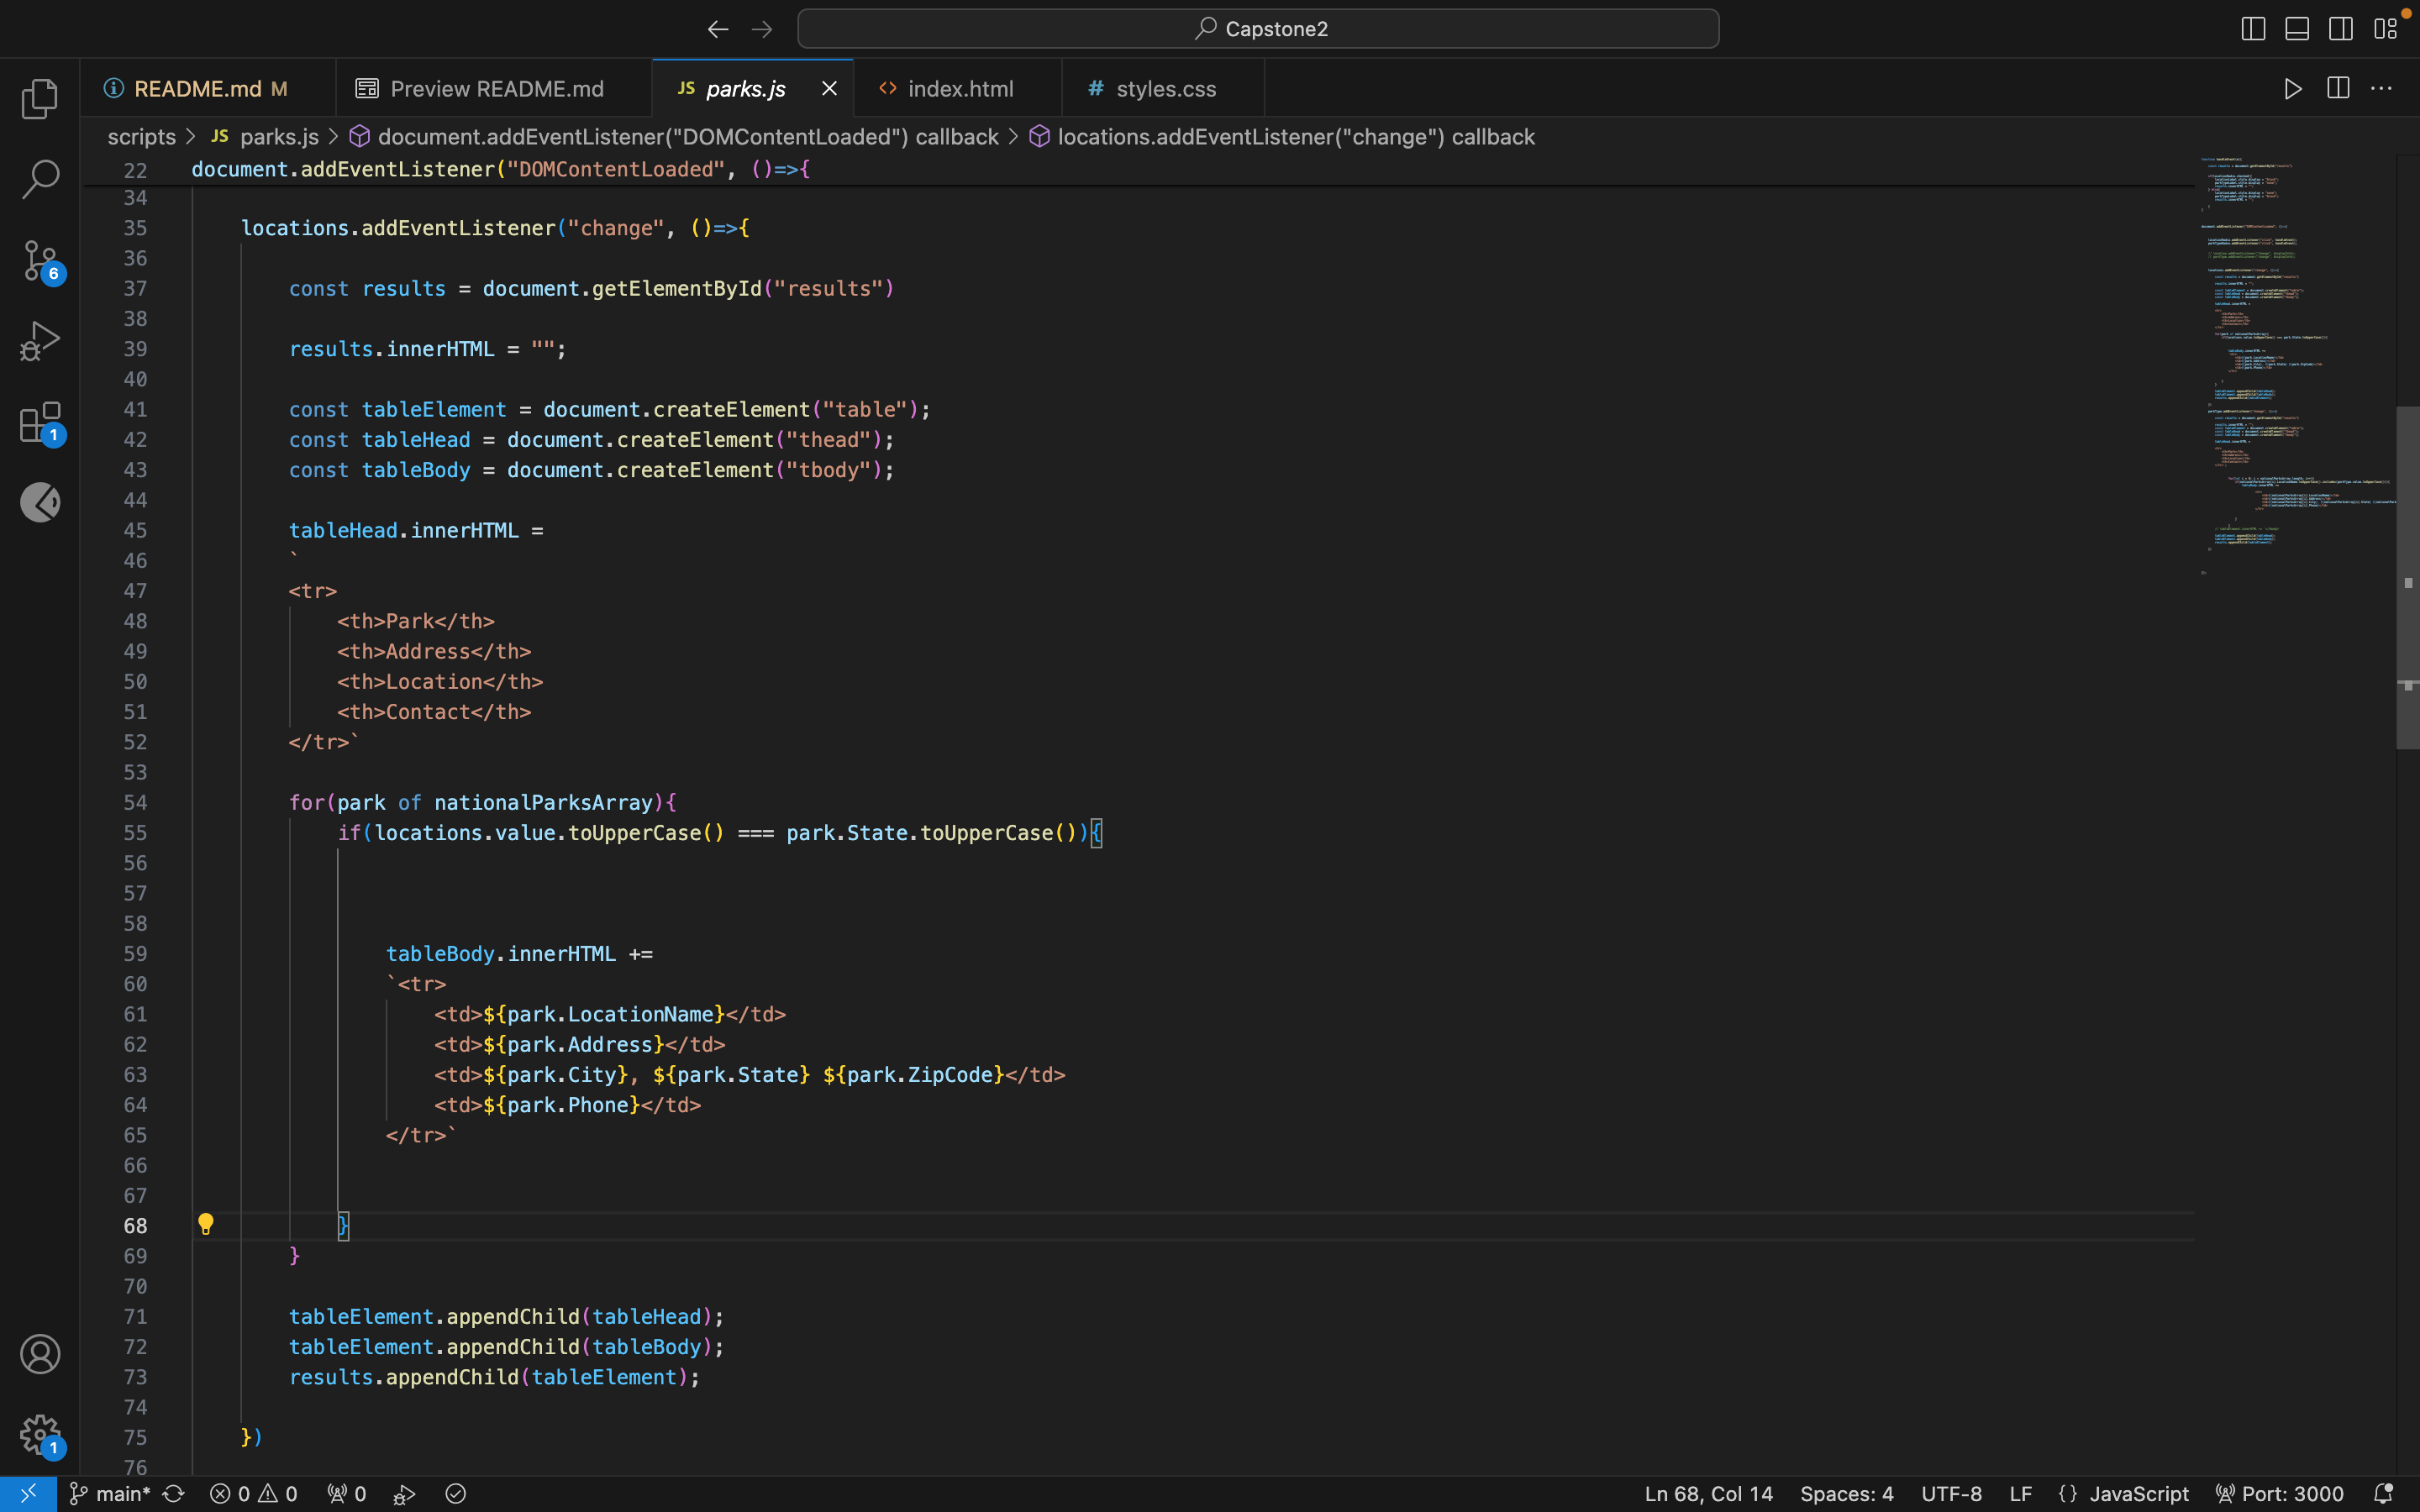 Capstone2
README.md M
Preview README.md
JS parks.js
<> index.html
# styles.css
scripts > JS parks.js > document.addEventListener("DOMContentLoaded") callback > locations.addEventListener("change") callback
22 document.addEventListener("DOMContentLoaded", ()=>{
34
35 locations.addEventListener("change", ()=>{
36
37 const results = document.getElementById("results")
38
39 results.innerHTML = "";
40
41 const tableElement = document.createElement("table");
42 const tableHead = document.createElement("thead");
43 const tableBody = document.createElement("tbody");
44
45 tableHead.innerHTML =
46 `
47 <tr>
48 <th>Park</th>
49 <th>Address</th>
50 <th>Location</th>
51 <th>Contact</th>
52 </tr>`
53
54 for(park of nationalParksArray){
55 if(locations.value.toUpperCase() === park.State.toUpperCase()){
56
57
58
59 tableBody.innerHTML +=
60 `<tr>
61 <td>${park.LocationName}</td>
62 <td>${park.Address}</td>
63 <td>${park.City}, ${park.State} ${park.ZipCode}</td>
64 <td>${park.Phone}</td>
65 </tr>`
66
67
68 }
69 }
70
71 tableElement.appendChild(tableHead);
72 tableElement.appendChild(tableBody);
73 results.appendChild(tableElement);
74
75 })
76
6
1
1
main* 0 0 0 Ln 68, Col 14 Spaces: 4 UTF-8 LF {} JavaScript Port: 3000